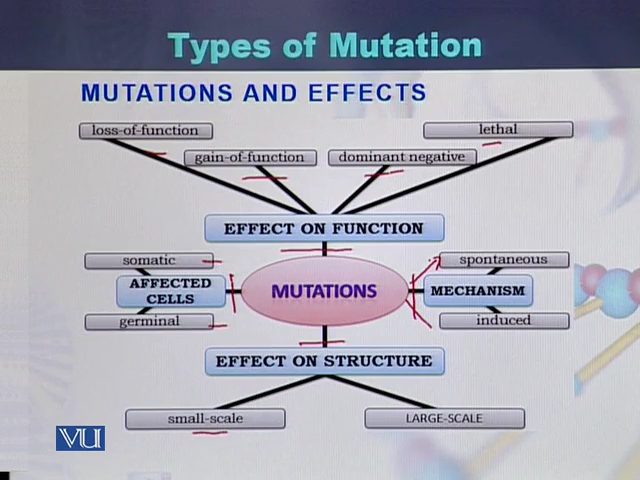 Types of Mutation
MUTATIONS AND EFFECTS
loss-of-function
lethal
gain-of-function
dominant negative
EFFECT ON FUNCTION
somatic
spontaneous
AFFECTED
CELLS
MUTATIONS
MECHANISM
germinal
induced
EFFECT ON STRUCTURE
small-scale
LARGE-SCALE
VU